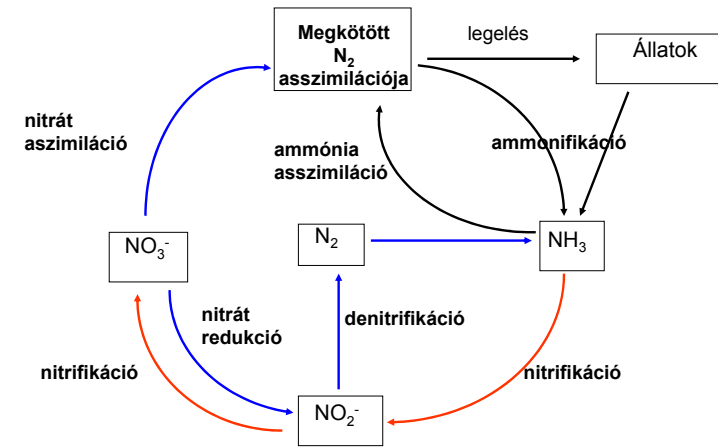 Megkötött
N₂
asszimilációja
legelés
Állatok
nitrát
aszimiláció
ammónia
asszimiláció
ammonifikáció
NO₃⁻
N₂
NH₃
nitrát
redukció
denitrifikáció
nitrifikáció
nitrifikáció
NO₂⁻